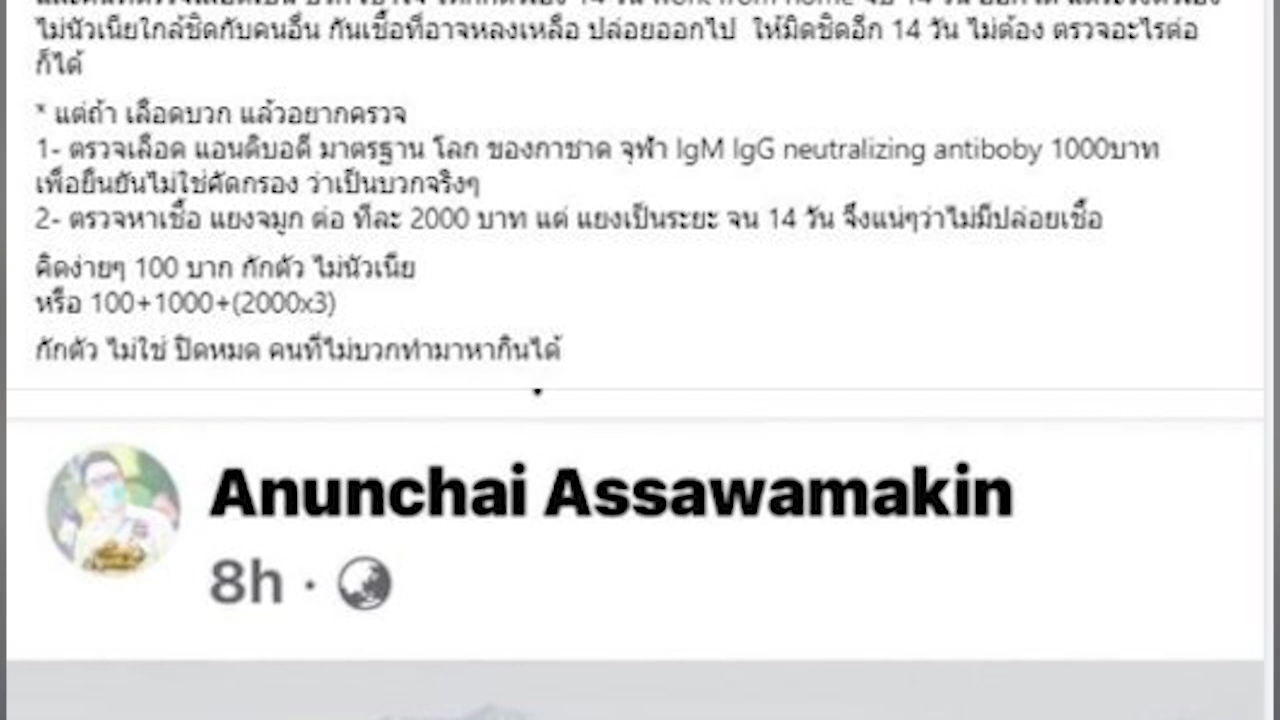 ไม่นัวเนียใกล้ชิดกับคนอื่น กันเชื้อที่อาจหลงเหลือ ปล่อยออกไป ให้มิดชิดอีก 14 วัน ไม่ต้อง ตรวจอะไรต่อ
ก็ได้
* แต่ถ้า เลือดบวก แล้วอยากตรวจ
1- ตรวจเลือด แอนติบอดี มาตรฐาน โลก ของกาชาด จุฬา IgM IgG neutralizing antiboby 1000บาท
เพื่อยืนยันไม่ใช่คัดกรอง ว่าเป็นบวกจริงๆ
2- ตรวจหาเชื้อ แยงจมูก ต่อ ทีละ 2000 บาท แต่ แยงเป็นระยะ จน 14 วัน จึงแน่ๆว่าไม่มีปล่อยเชื้อ
คิดง่ายๆ 100 บาท กักตัว ไม่นัวเนีย
หรือ 100+1000+(2000x3)
กักตัว ไม่ใช่ ปิดหมด คนที่ไม่บวกทำมาหากินได้
Anunchai Assawamakin
8h ·